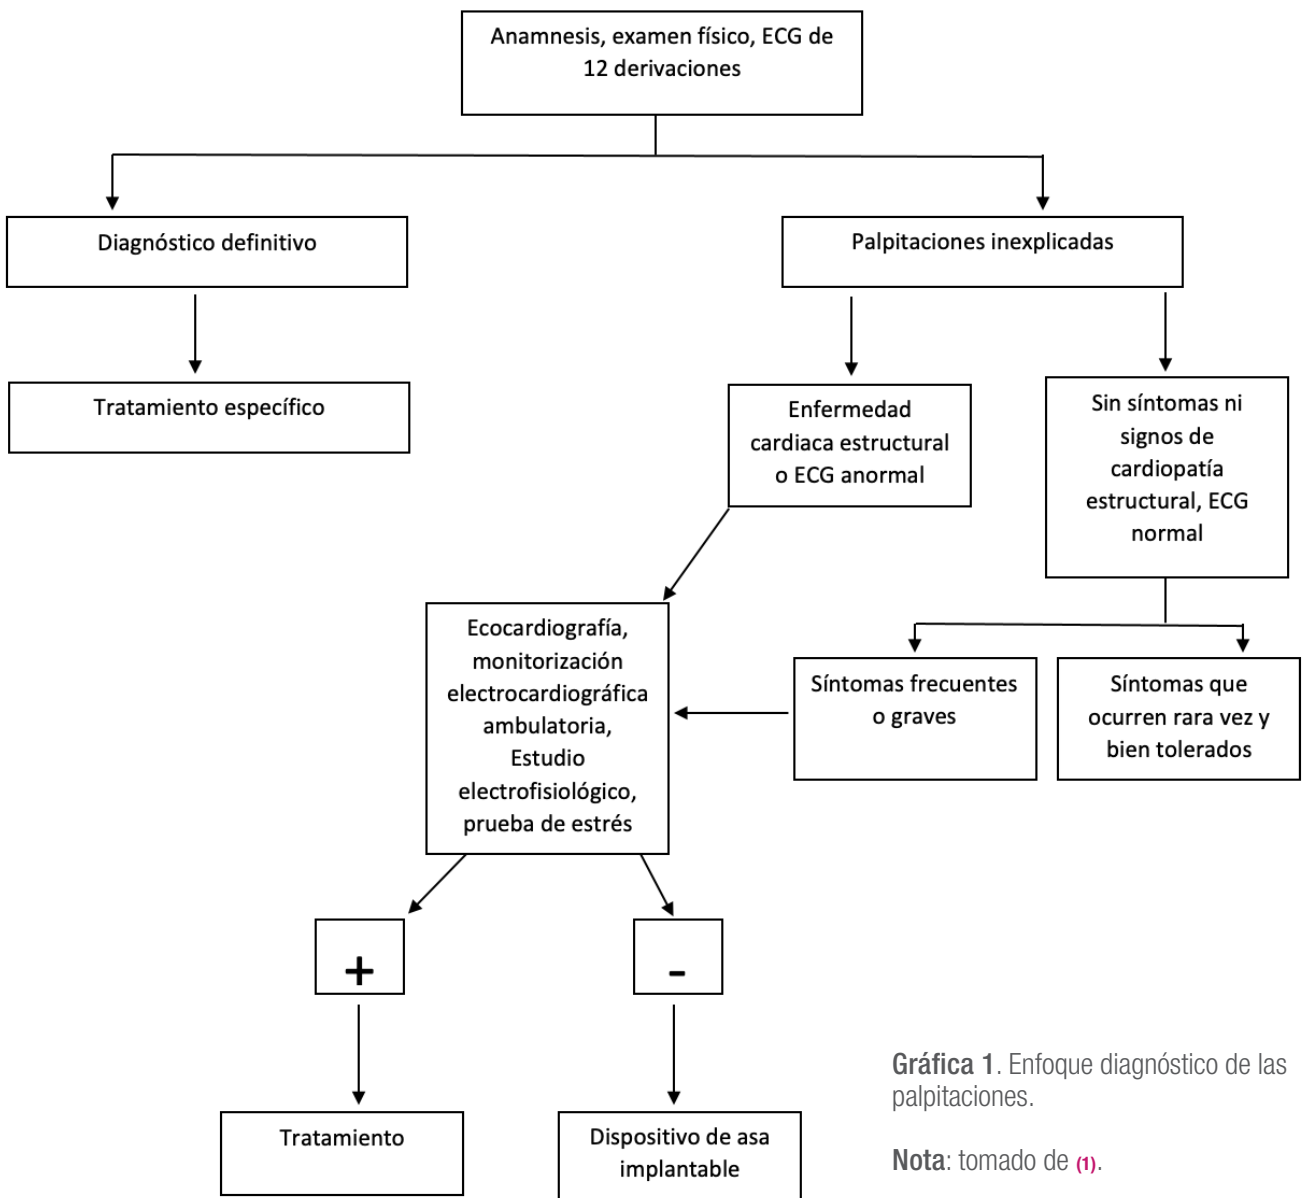 Anamnesis, examen físico, ECG de
12 derivaciones
Diagnóstico definitivo
Palpitaciones inexplicadas
Tratamiento específico
Enfermedad
cardiaca estructural
o ECG anormal
Sin síntomas ni
signos de
cardiopatía
estructural, ECG
normal
Ecocardiografía,
monitorización
electrocardiográfica
ambulatoria,
Estudio
electrofisiológico,
prueba de estrés
Síntomas frecuentes
o graves
Síntomas que
ocurren rara vez y
bien tolerados
+
-
Tratamiento
Dispositivo de asa
implantable
Gráfica 1. Enfoque diagnóstico de las
palpitaciones.
Nota: tomado de (1).